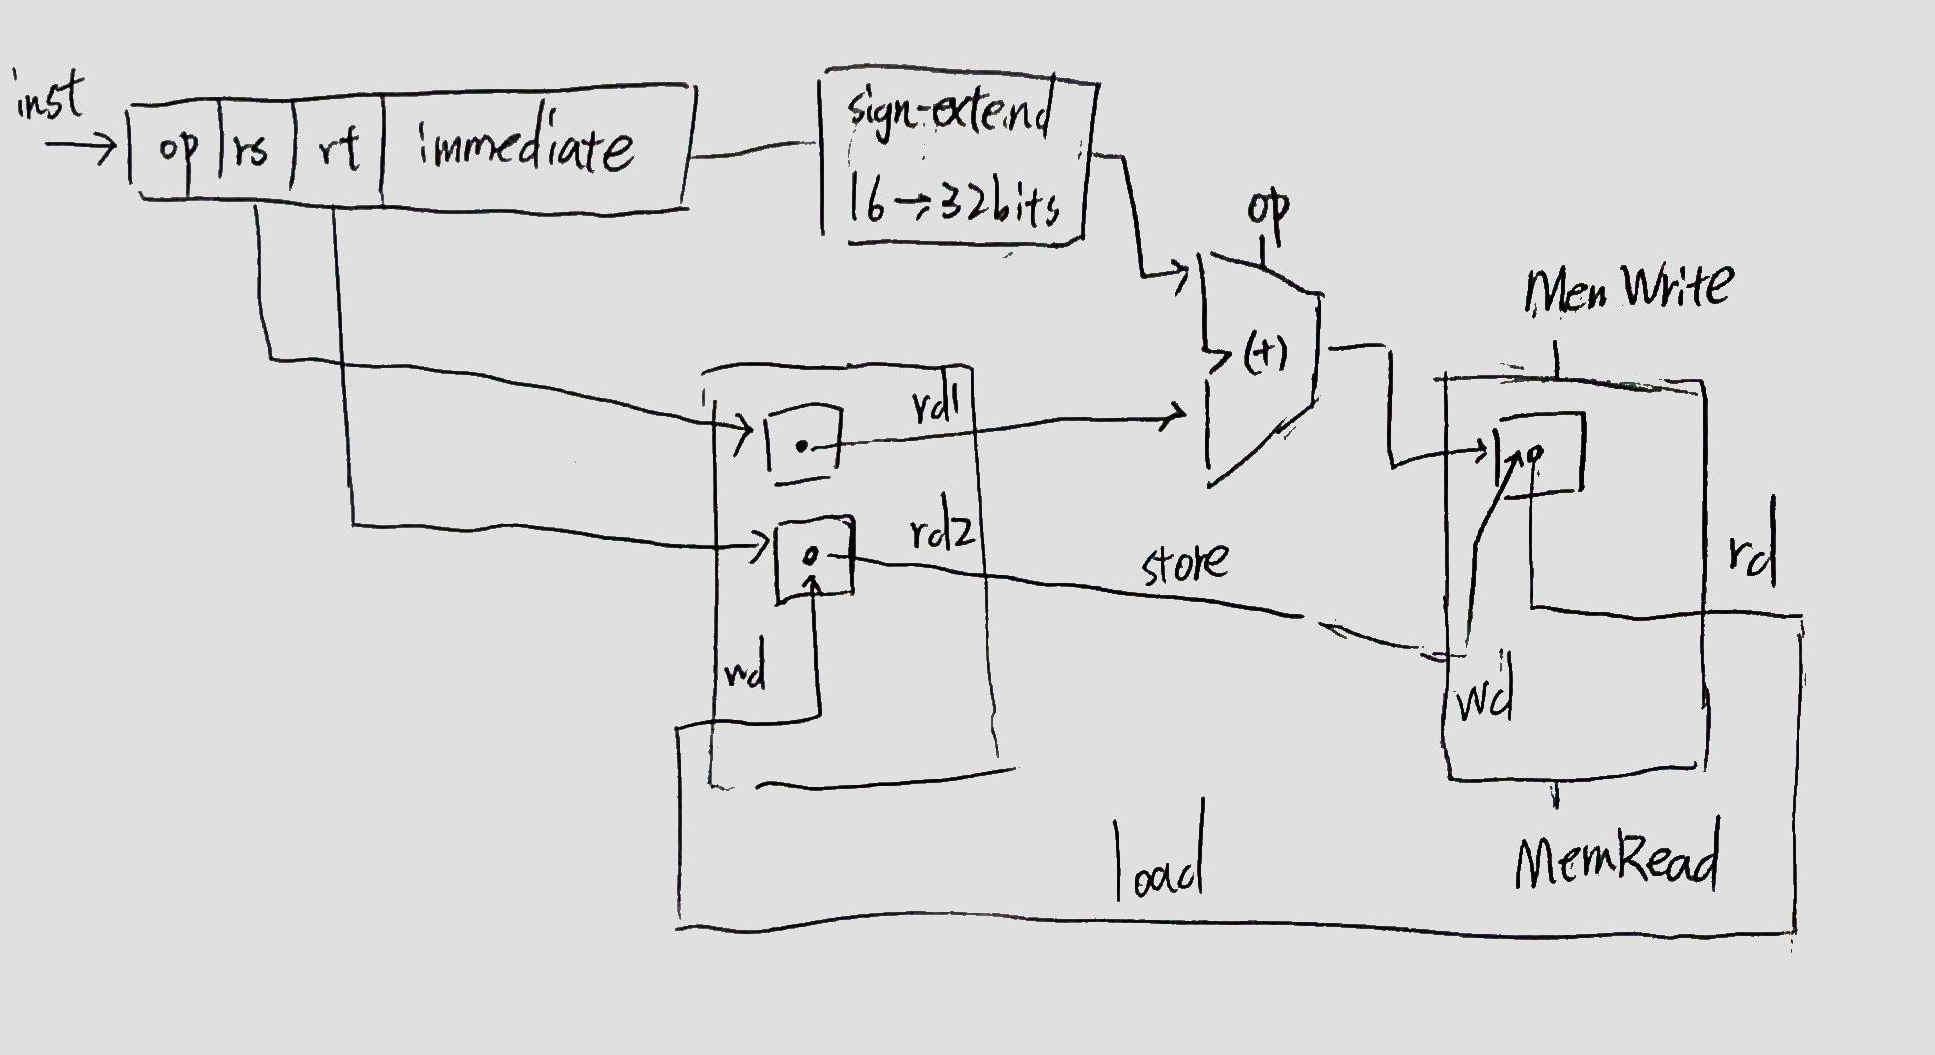 inst
op rs rt immediate
sign-extend
16→32bits
op
(+)
Men Write
rd1
rd2
store
rd
wd
wd
load
MemRead